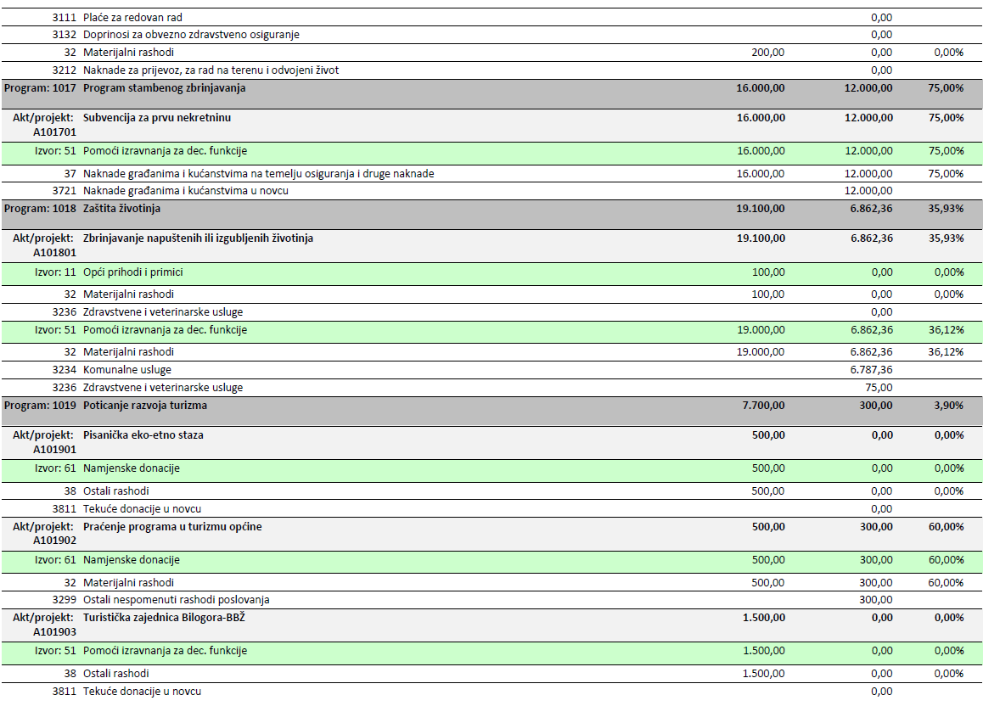 3111 Plaće za redovan rad 0,00
3132 Doprinosi za obvezno zdravstveno osiguranje 0,00
32 Materijalni rashodi 200,00 0,00 0,00%
3212 Naknade za prijevoz, za rad na terenu i odvojeni život 0,00
Program: 1017 Program stambenog zbrinjavanja 16.000,00 12.000,00 75,00%
Akt/projekt: Subvencija za prvu nekretninu 16.000,00 12.000,00 75,00%
A101701
Izvor: 51 Pomoći izravnanja za dec. funkcije 16.000,00 12.000,00 75,00%
37 Naknade građanima i kućanstvima na temelju osiguranja i druge naknade 16.000,00 12.000,00 75,00%
3721 Naknade građanima i kućanstvima u novcu 12.000,00
Program: 1018 Zaštita životinja 19.100,00 6.862,36 35,93%
Akt/projekt: Zbrinjavanje napuštenih ili izgubljenih životinja 19.100,00 6.862,36 35,93%
A101801
Izvor: 11 Opći prihodi i primici 100,00 0,00 0,00%
32 Materijalni rashodi 100,00 0,00 0,00%
3236 Zdravstvene i veterinarske usluge 0,00
Izvor: 51 Pomoći izravnanja za dec. funkcije 19.000,00 6.862,36 36,12%
32 Materijalni rashodi 19.000,00 6.862,36 36,12%
3234 Komunalne usluge 6.787,36
3236 Zdravstvene i veterinarske usluge 75,00
Program: 1019 Poticanje razvoja turizma 7.700,00 300,00 3,90%
Akt/projekt: Pisanička eko-etno staza 500,00 0,00 0,00%
A101901
Izvor: 61 Namjenske donacije 500,00 0,00 0,00%
38 Ostali rashodi 500,00 0,00 0,00%
3811 Tekuće donacije u novcu 0,00
Akt/projekt: Praćenje programa u turizmu općine 500,00 300,00 60,00%
A101902
Izvor: 61 Namjenske donacije 500,00 300,00 60,00%
32 Materijalni rashodi 500,00 300,00 60,00%
3299 Ostali nespomenuti rashodi poslovanja 300,00
Akt/projekt: Turistička zajednica Bilogora-BBŽ 1.500,00 0,00 0,00%
A101903
Izvor: 51 Pomoći izravnanja za dec. funkcije 1.500,00 0,00 0,00%
38 Ostali rashodi 1.500,00 0,00 0,00%
3811 Tekuće donacije u novcu 0,00